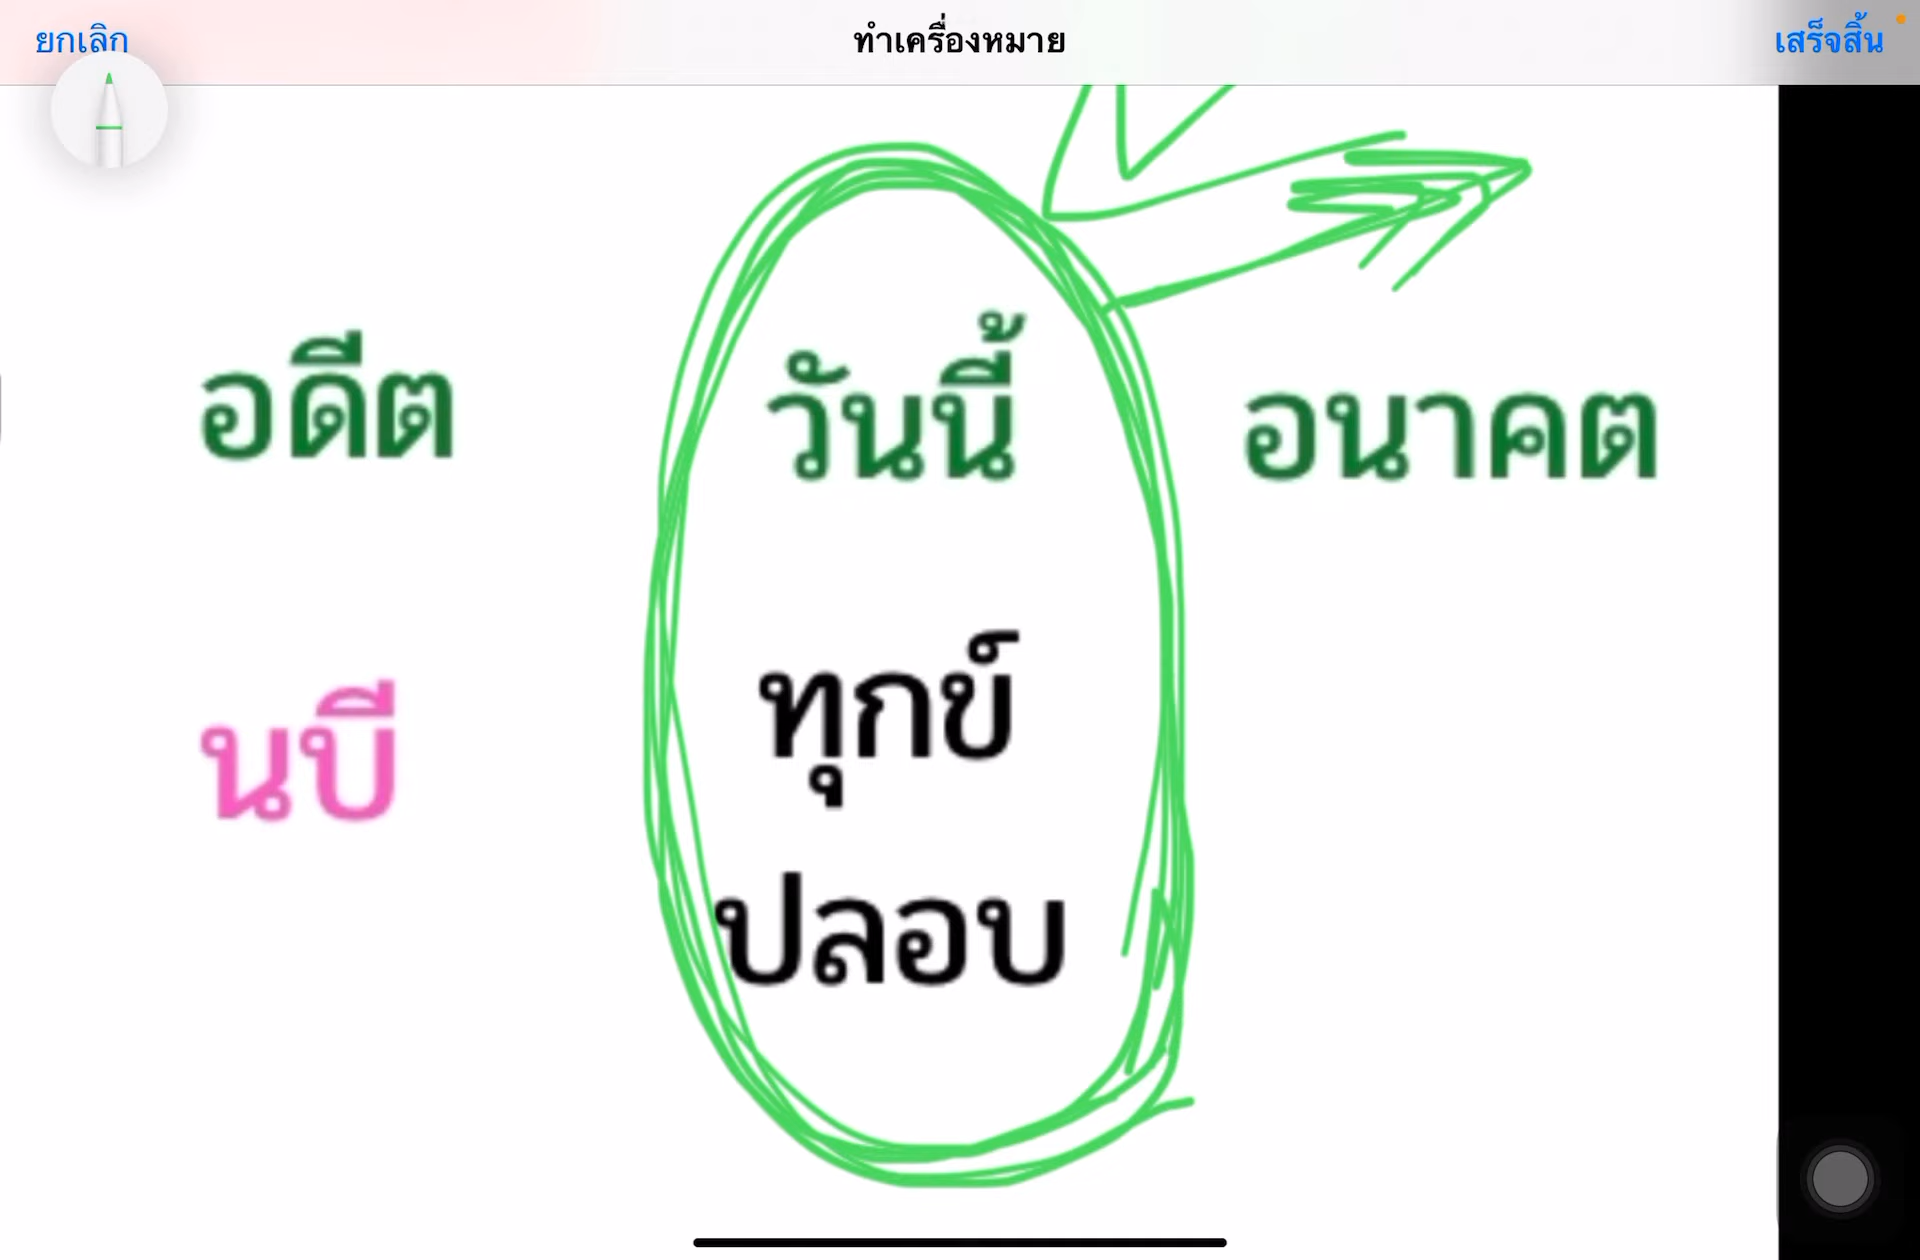 ยกเลิก ทำเครื่องหมาย เสร็จสิ้น
อดีต วันนี้ อนาคต
นบี ทุกข์
ปลอบ